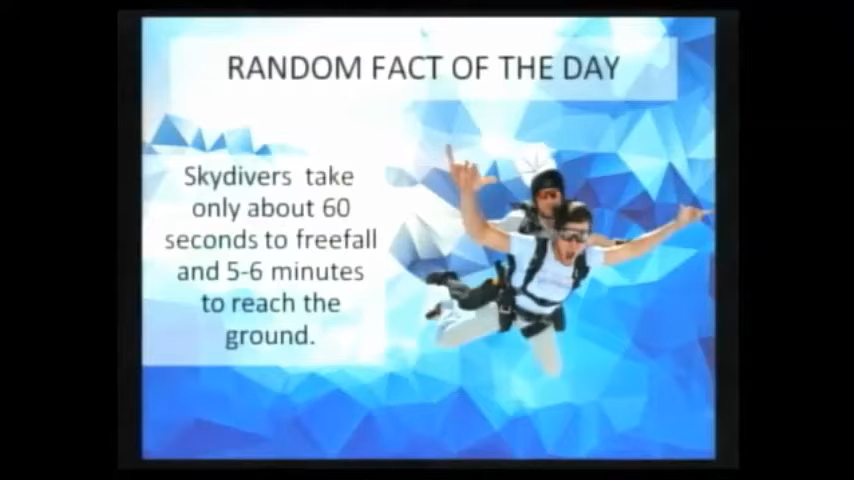 RANDOM FACT OF THE DAY
Skydivers take
only about 60
seconds to freefall
and 5-6 minutes
to reach the
ground.